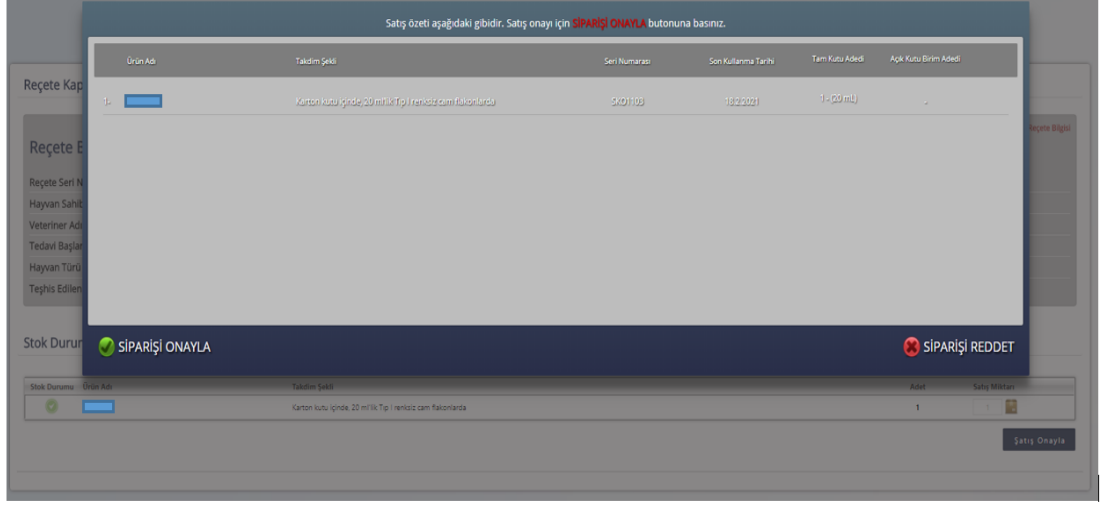 Satış özeti aşağıdaki gibidir. Satış onayı için SİPARİŞİ ONAYLA butonuna basınız.
Ürün Adı Takdim Şekli Seri Numarası Son Kullanma Tarihi Tam Kutu Adedi Açık Kutu Birim Adedi
1- Karton kutu içinde, 20 ml'lik Tip I renksiz cam flakonlarda SKO1103 18.2.2021 1 - (20 mL) -
Reçete Kap
Reçete Bilgisi
Reçete B
Reçete Seri N
Hayvan Sahib
Veteriner Adı
Tedavi Başlan
Hayvan Türü
Teşhis Edilen
Stok Durum
SİPARİŞİ ONAYLA SİPARİŞİ REDDET
Stok Durumu Ürün Adı Takdim Şekli Adet Satış Miktarı
Karton kutu içinde, 20 ml'lik Tip I renksiz cam flakonlarda 1 1
Satış Onayla